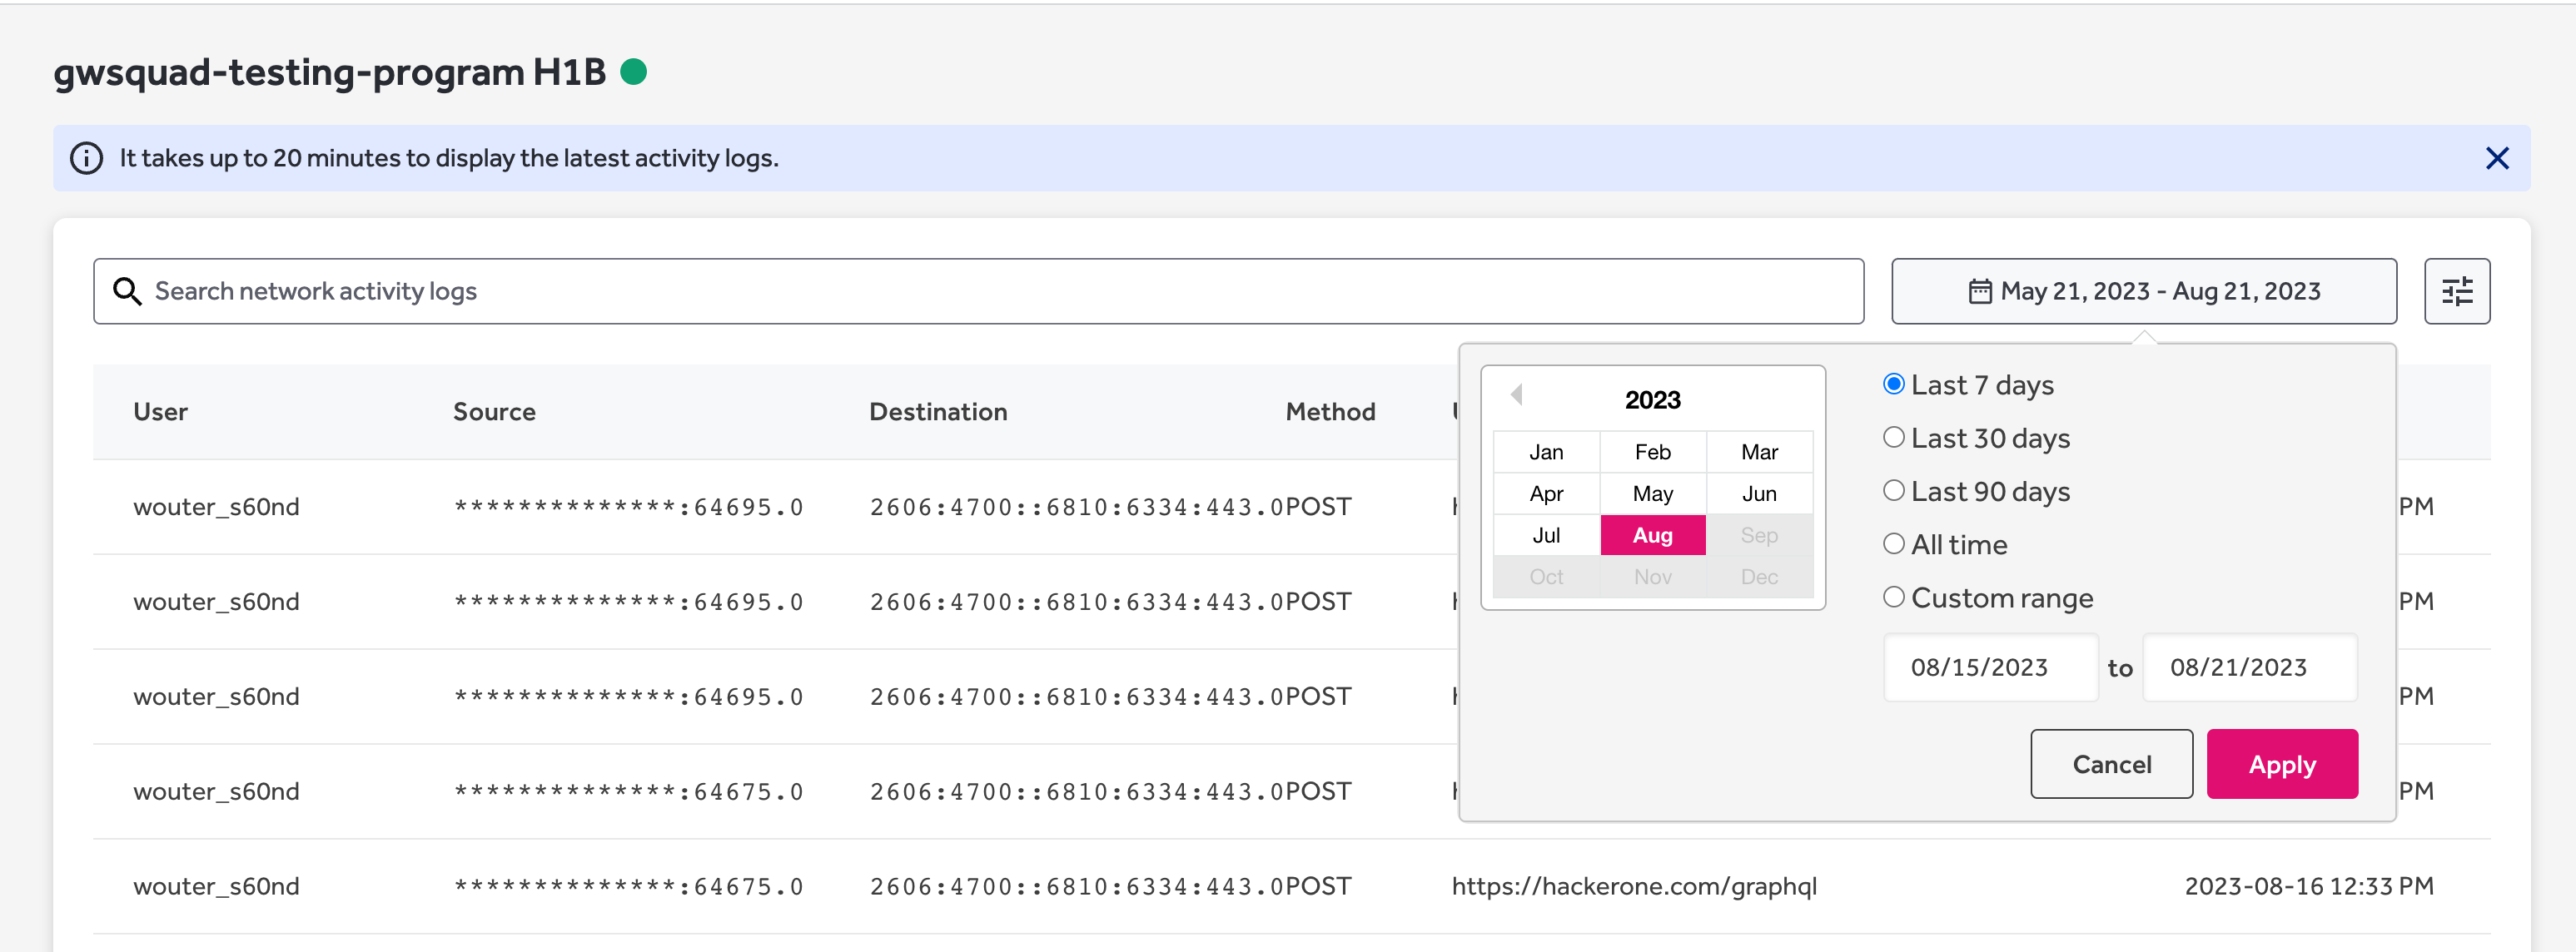 gwsquad-testing-program H1B
It takes up to 20 minutes to display the latest activity logs.
Search network activity logs
May 21, 2023 - Aug 21, 2023
User Source Destination Method
wouter_s60nd **************:64695.0 2606:4700::6810:6334:443.0 POST PM
wouter_s60nd **************:64695.0 2606:4700::6810:6334:443.0 POST PM
wouter_s60nd **************:64695.0 2606:4700::6810:6334:443.0 POST PM
wouter_s60nd **************:64675.0 2606:4700::6810:6334:443.0 POST PM
wouter_s60nd **************:64675.0 2606:4700::6810:6334:443.0 POST https://hackerone.com/graphql 2023-08-16 12:33 PM
2023
Jan Feb Mar
Apr May Jun
Jul Aug Sep
Oct Nov Dec
Last 7 days
Last 30 days
Last 90 days
All time
Custom range
08/15/2023 to 08/21/2023
Cancel Apply